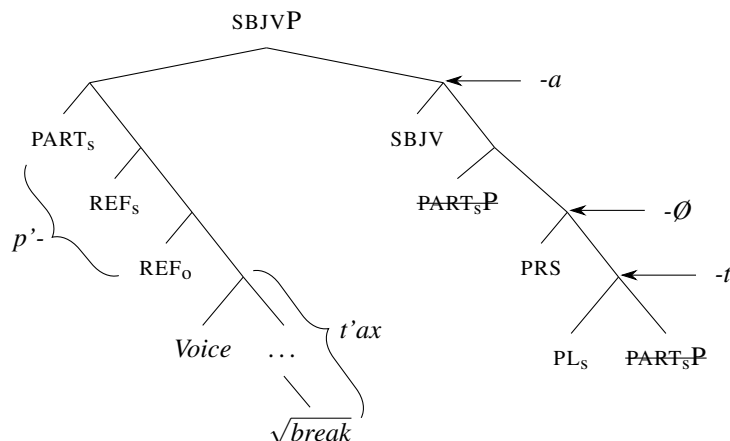 SBJVP
-a
PARTₛ SBJV
REFₛ PARTₛP -Ø
p’- REFₒ PRS -t
Voice ... t’ax PLₛ PARTₛP
√break